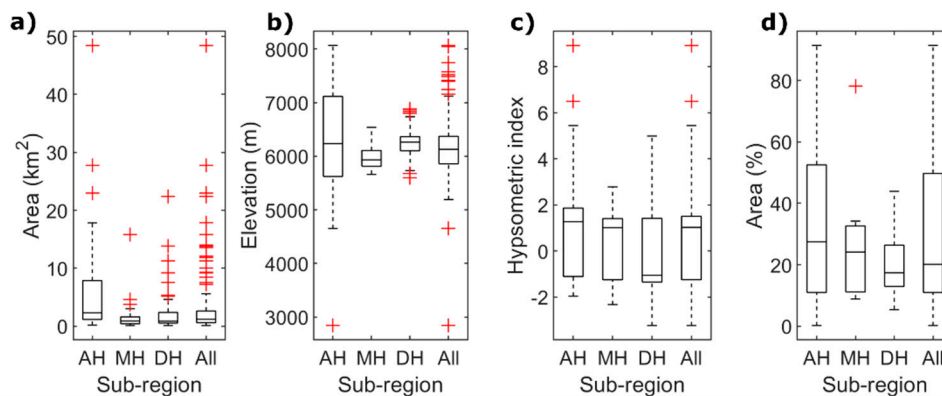 a)
Area (km²)
50
40
30
20
10
0
AH MH DH All
Sub-region
b)
Elevation (m)
8000
7000
6000
5000
4000
3000
AH MH DH All
Sub-region
c)
Hypsometric index
8
6
4
2
0
-2
AH MH DH All
Sub-region
d)
Area (%)
80
60
40
20
0
AH MH DH All
Sub-region